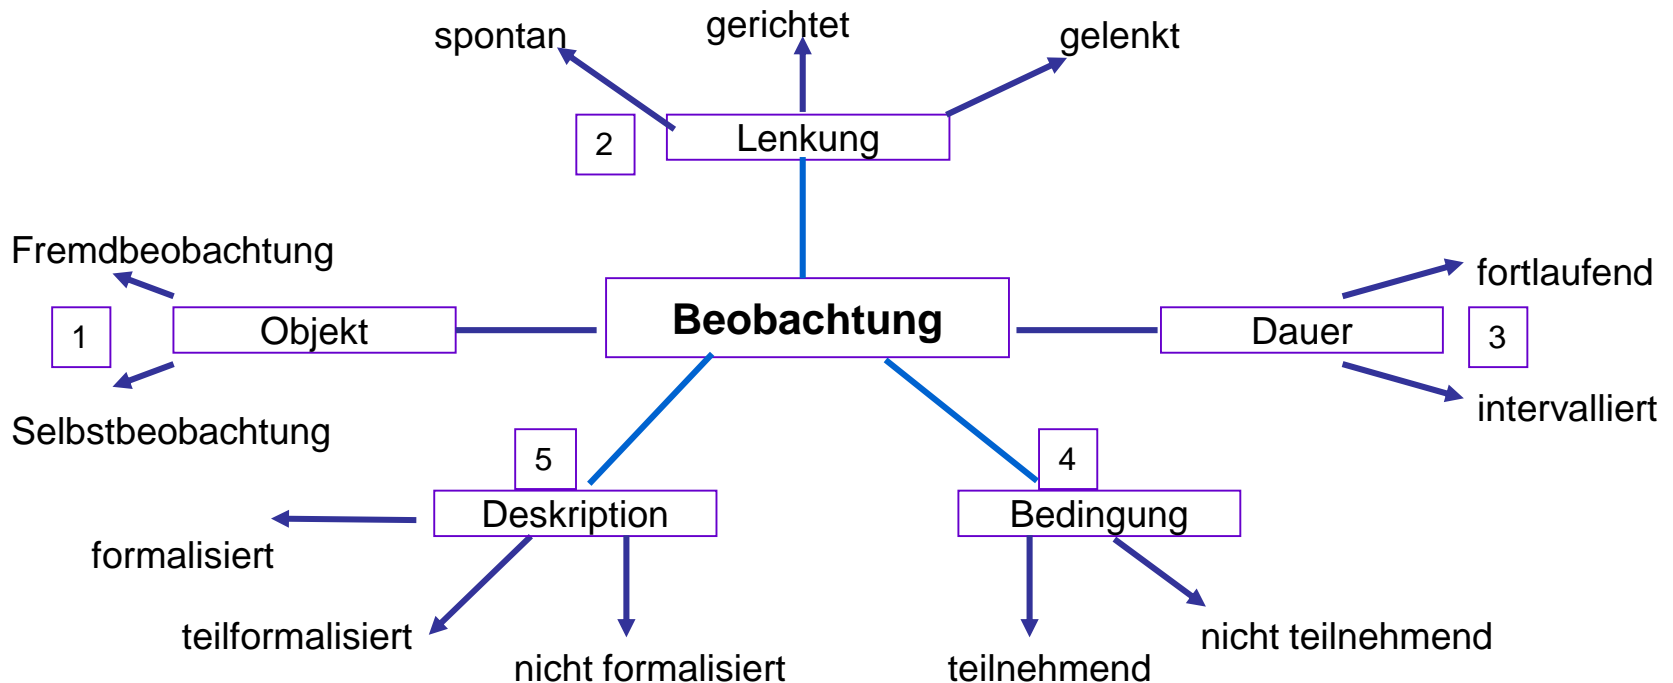 gerichtet
spontan
gelenkt
2
Lenkung
Fremdbeobachtung
fortlaufend
1
Objekt
Beobachtung
Dauer
3
Selbstbeobachtung
intervalliert
5
4
Deskription
Bedingung
formalisiert
teilformalisiert
nicht teilnehmend
nicht formalisiert
teilnehmend